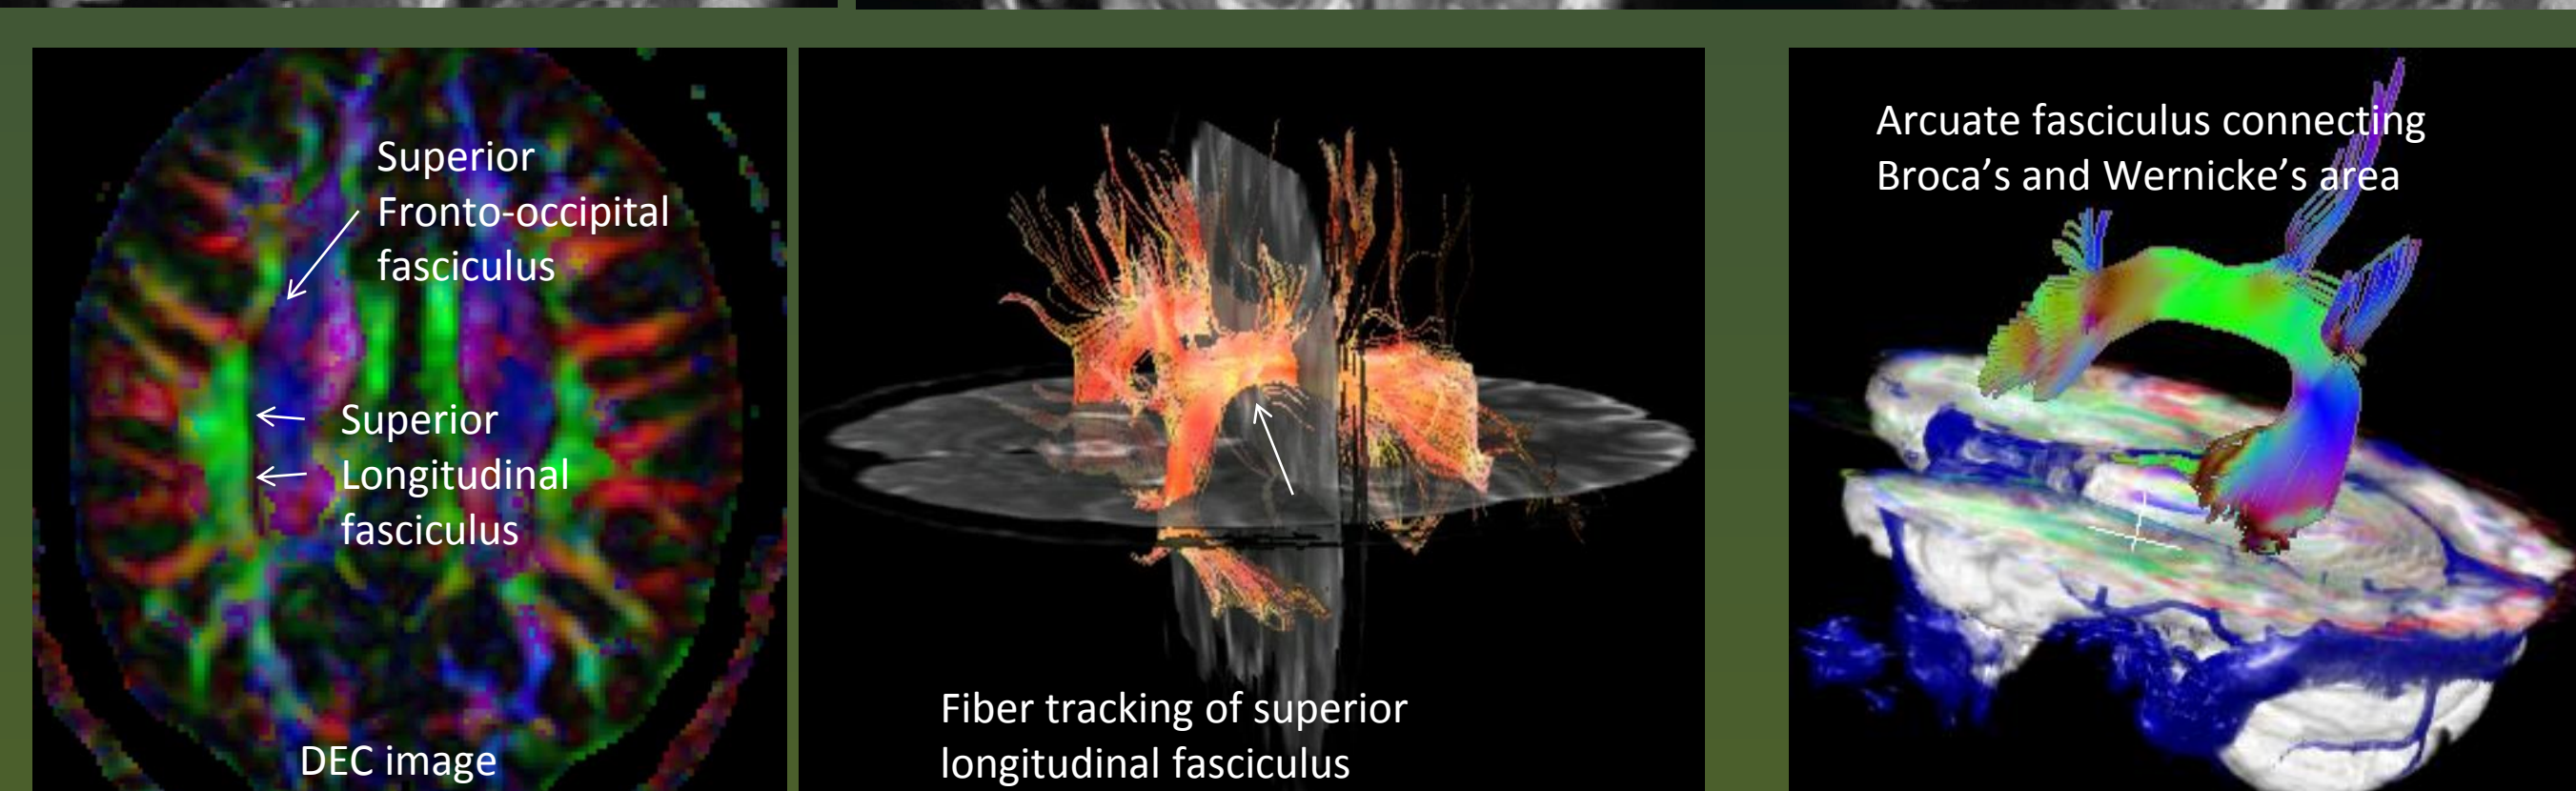 Superior
Fronto-occipital
fasciculus
Superior
Longitudinal
fasciculus
DEC image
Fiber tracking of superior
longitudinal fasciculus
Arcuate fasciculus connecting
Broca's and Wernicke's area